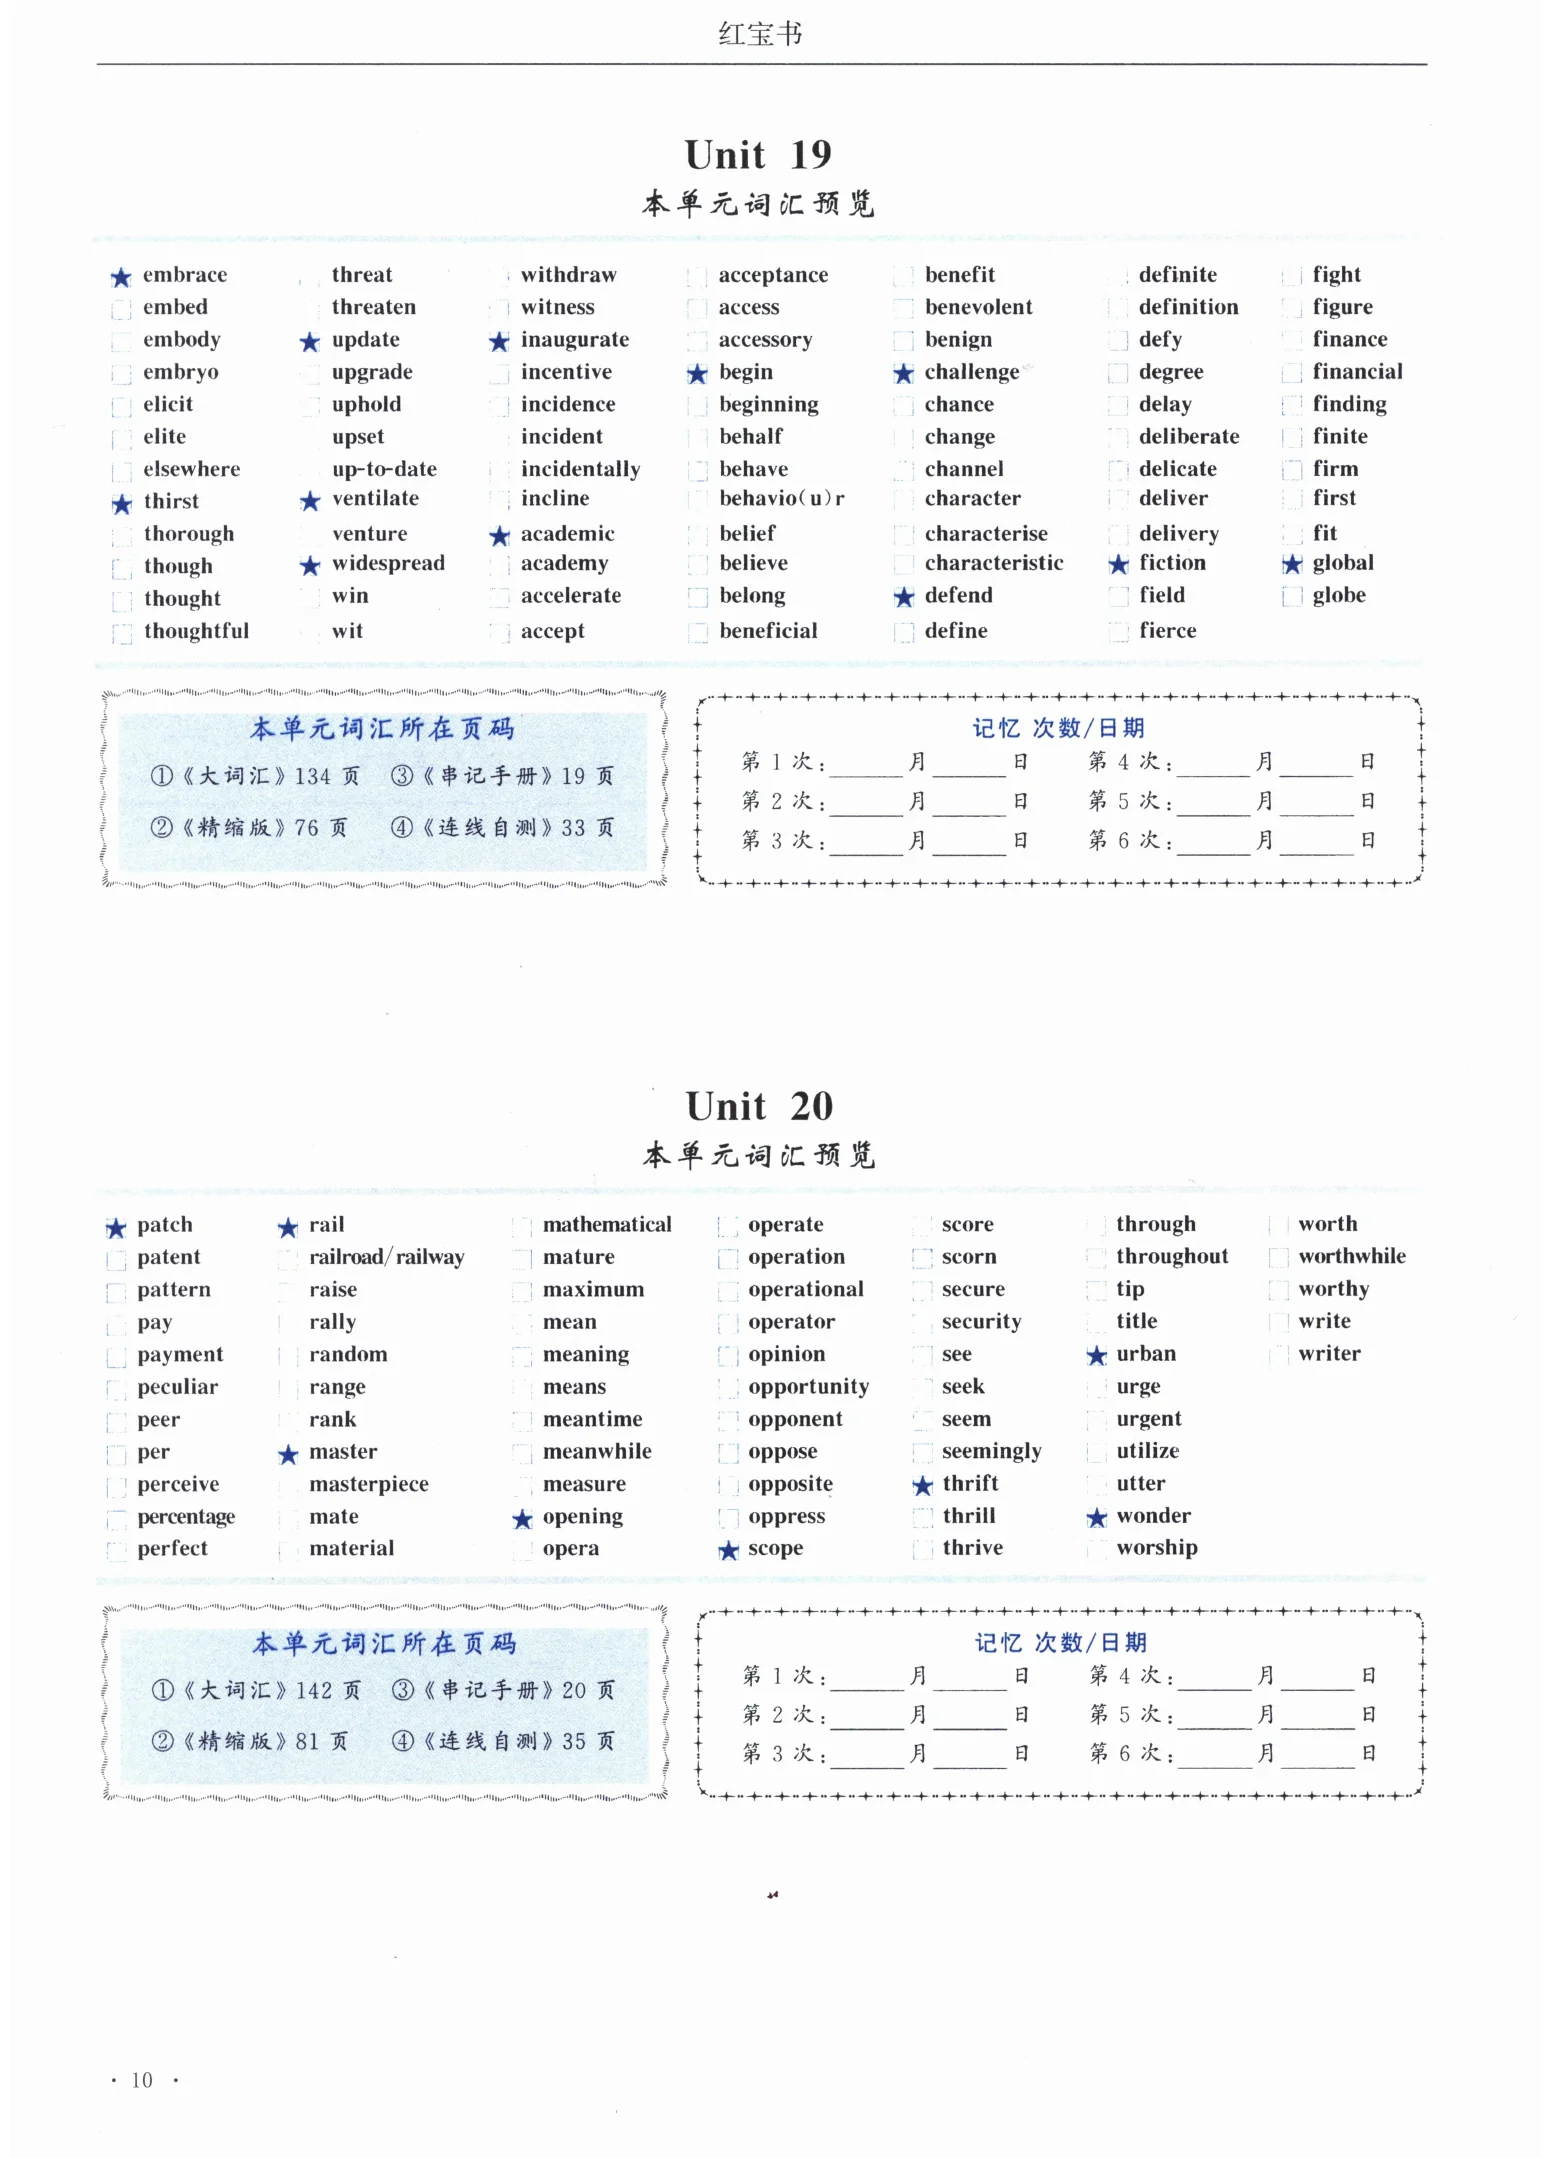 红宝书
Unit 19
本单元词汇预览
★ embrace threat withdraw acceptance benefit definite fight
embed threaten witness access benevolent definition figure
embody ★ update ★ inaugurate accessory benign defy finance
embryo upgrade incentive ★ begin ★ challenge degree financial
elicit uphold incidence beginning chance delay finding
elite upset incident behalf change deliberate finite
elsewhere up-to-date incidentally behave channel delicate firm
★ thirst ★ ventilate incline behavio(u)r character deliver first
thorough venture ★ academic belief characterise delivery fit
though ★ widespread academy believe characteristic ★ fiction ★ global
thought win accelerate belong ★ defend field globe
thoughtful wit accept beneficial define fierce
本单元词汇所在页码
①《大词汇》134 页 ③《串记手册》19 页
②《精缩版》76 页 ④《连线自测》33 页
记忆 次数/日期
第 1 次:______月______日 第 4 次:______月______日
第 2 次:______月______日 第 5 次:______月______日
第 3 次:______月______日 第 6 次:______月______日
Unit 20
本单元词汇预览
★ patch ★ rail mathematical operate score through worth
patent railroad/railway mature operation scorn throughout worthwhile
pattern raise maximum operational secure tip worthy
pay rally mean operator security title write
payment random meaning opinion see ★ urban writer
peculiar range means opportunity seek urge
peer rank meantime opponent seem urgent
per ★ master meanwhile oppose seemingly utilize
perceive masterpiece measure opposite ★ thrift utter
percentage mate ★ opening oppress thrill ★ wonder
perfect material opera ★ scope thrive worship
本单元词汇所在页码
①《大词汇》142 页 ③《串记手册》20 页
②《精缩版》81 页 ④《连线自测》35 页
记忆 次数/日期
第 1 次:______月______日 第 4 次:______月______日
第 2 次:______月______日 第 5 次:______月______日
第 3 次:______月______日 第 6 次:______月______日
· 10 ·